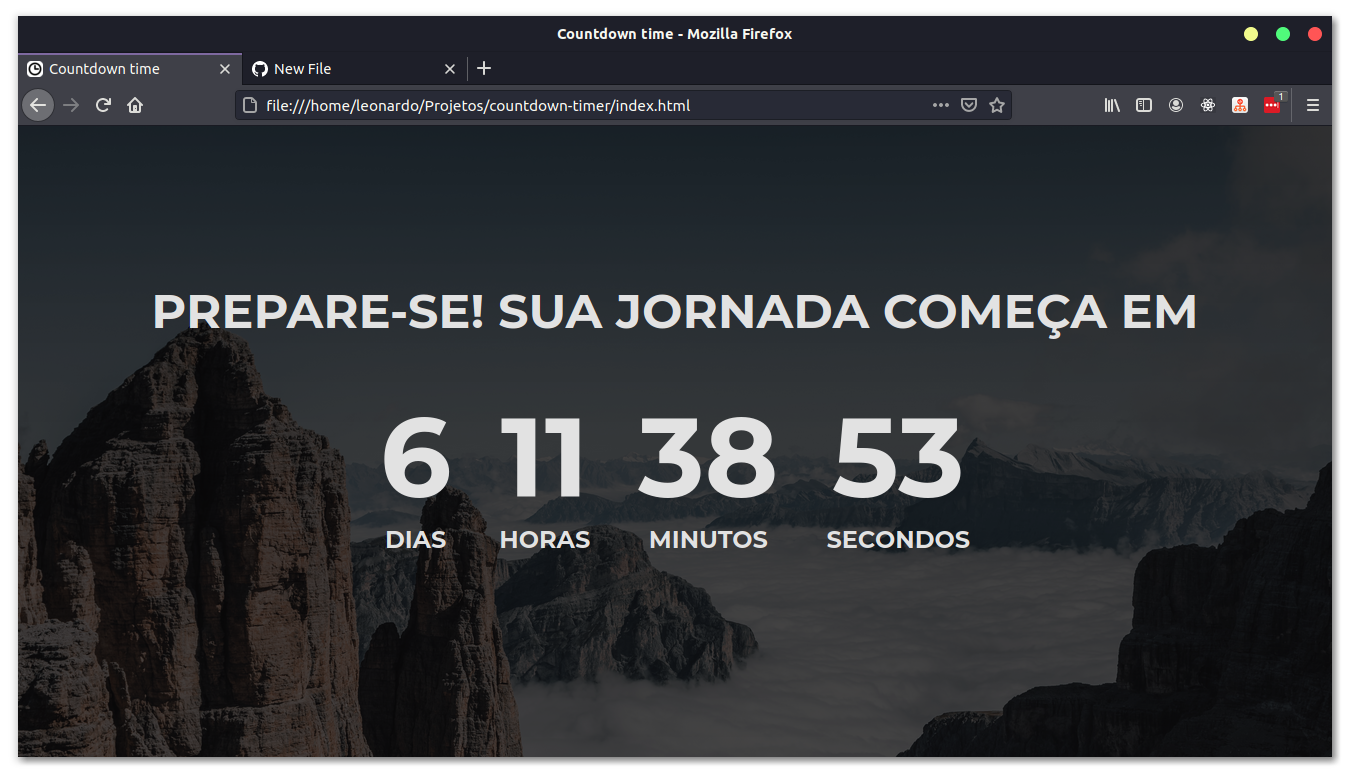 Countdown time - Mozilla Firefox
Countdown time New File
file:///home/leonardo/Projetos/countdown-timer/index.html 1
PREPARE-SE! SUA JORNADA COMEÇA EM
6 11 38 53
DIAS HORAS MINUTOS SECONDOS